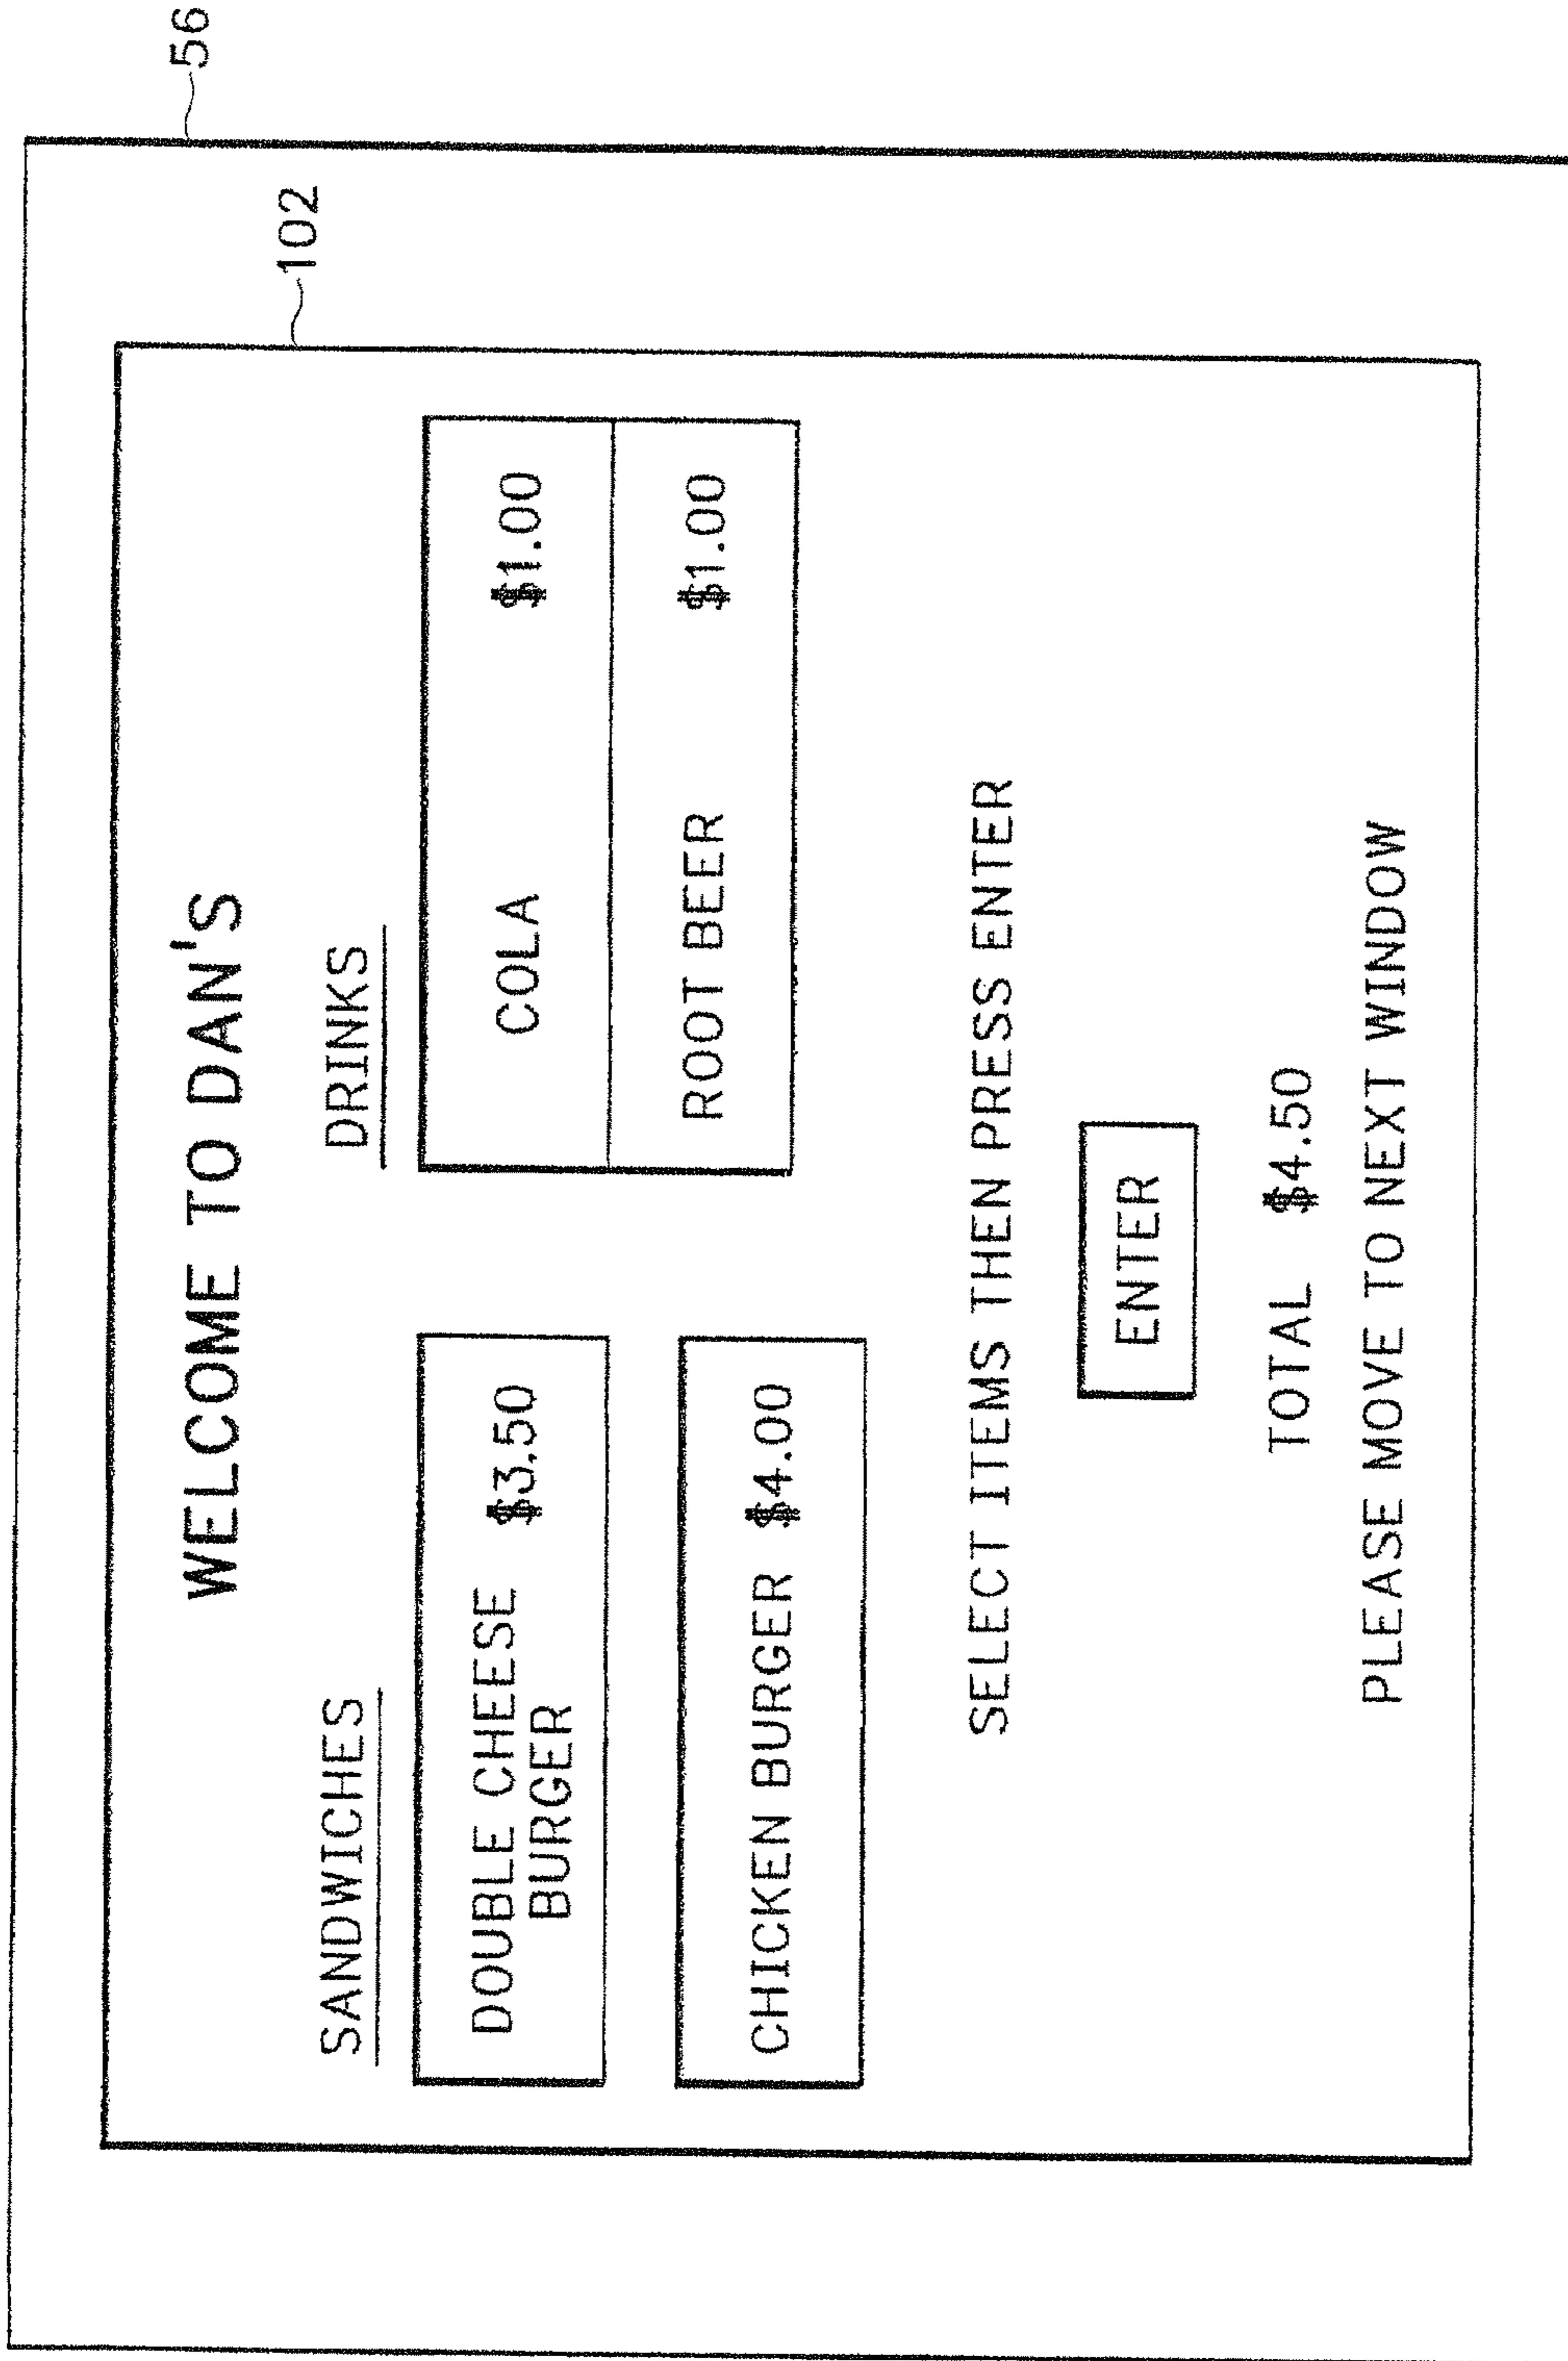 56
102
WELCOME TO DAN'S
SANDWICHES
DOUBLE CHEESE
BURGER
$3.50
CHICKEN BURGER $4.00
DRINKS
COLA $1.00
ROOT BEER $1.00
SELECT ITEMS THEN PRESS ENTER
ENTER
TOTAL $4.50
PLEASE MOVE TO NEXT WINDOW